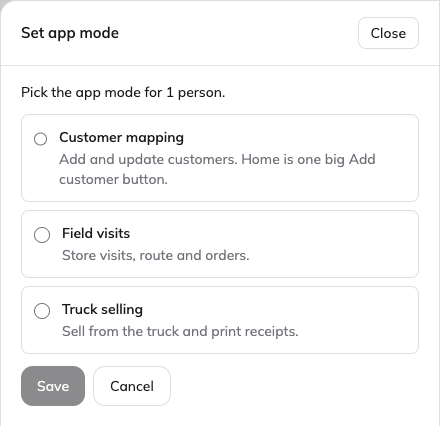 Set app mode
Close
Pick the app mode for 1 person.
Customer mapping
Add and update customers. Home is one big Add
customer button.
Field visits
Store visits, route and orders.
Truck selling
Sell from the truck and print receipts.
Save
Cancel